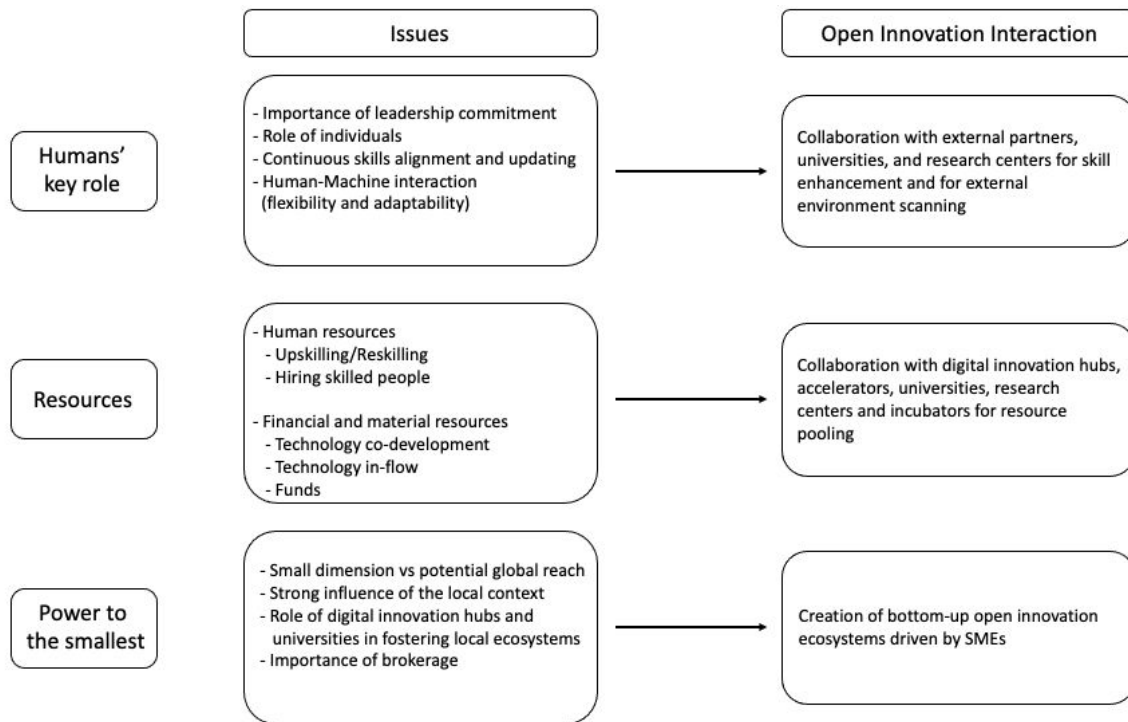 Issues
Open Innovation Interaction
Humans'
key role
- Importance of leadership commitment
- Role of individuals
- Continuous skills alignment and updating
- Human-Machine interaction
(flexibility and adaptability)
Collaboration with external partners,
universities, and research centers for skill
enhancement and for external
environment scanning
Resources
- Human resources
- Upskilling/Reskilling
- Hiring skilled people
- Financial and material resources
- Technology co-development
- Technology in-flow
- Funds
Collaboration with digital innovation hubs,
accelerators, universities, research
centers and incubators for resource
pooling
Power to
the smallest
- Small dimension vs potential global reach
- Strong influence of the local context
- Role of digital innovation hubs and
universities in fostering local ecosystems
- Importance of brokerage
Creation of bottom-up open innovation
ecosystems driven by SMEs